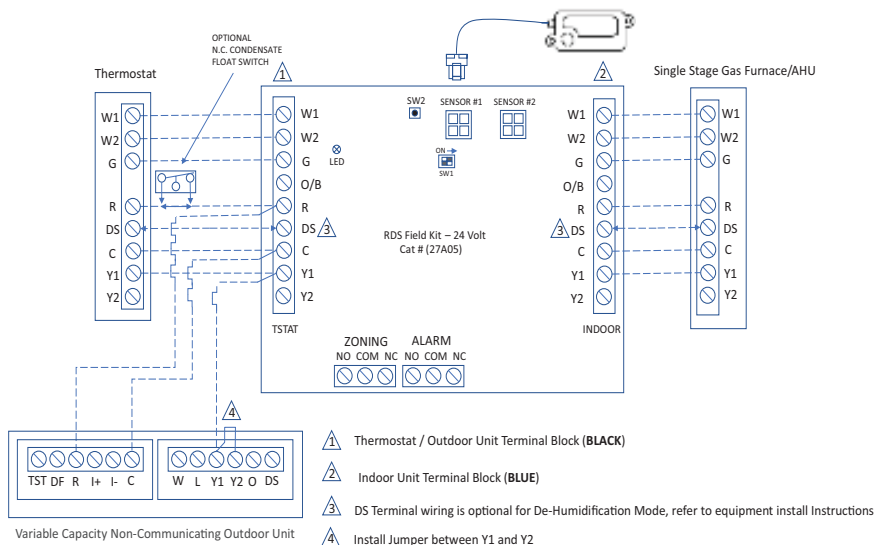 OPTIONAL
N.C. CONDENSATE
FLOAT SWITCH
Thermostat
1
2
Single Stage Gas Furnace/AHU
W1
W2
G
R
DS
C
Y1
Y2
W1
W2
G
O/B
R
DS 3
C
Y1
Y2
TSTAT
LED
SW2
SENSOR #1
SENSOR #2
ON
SW1
RDS Field Kit – 24 Volt
Cat # (27A05)
W1
W2
G
O/B
R
3 DS
C
Y1
Y2
INDOOR
W1
W2
G
R
DS
C
Y1
Y2
ZONING
NO COM NC
ALARM
NO COM NC
4
TST DF R I+ I- C
W L Y1 Y2 O DS
Variable Capacity Non-Communicating Outdoor Unit
1 Thermostat / Outdoor Unit Terminal Block (BLACK)
2 Indoor Unit Terminal Block (BLUE)
3 DS Terminal wiring is optional for De-Humidification Mode, refer to equipment install Instructions
4 Install Jumper between Y1 and Y2